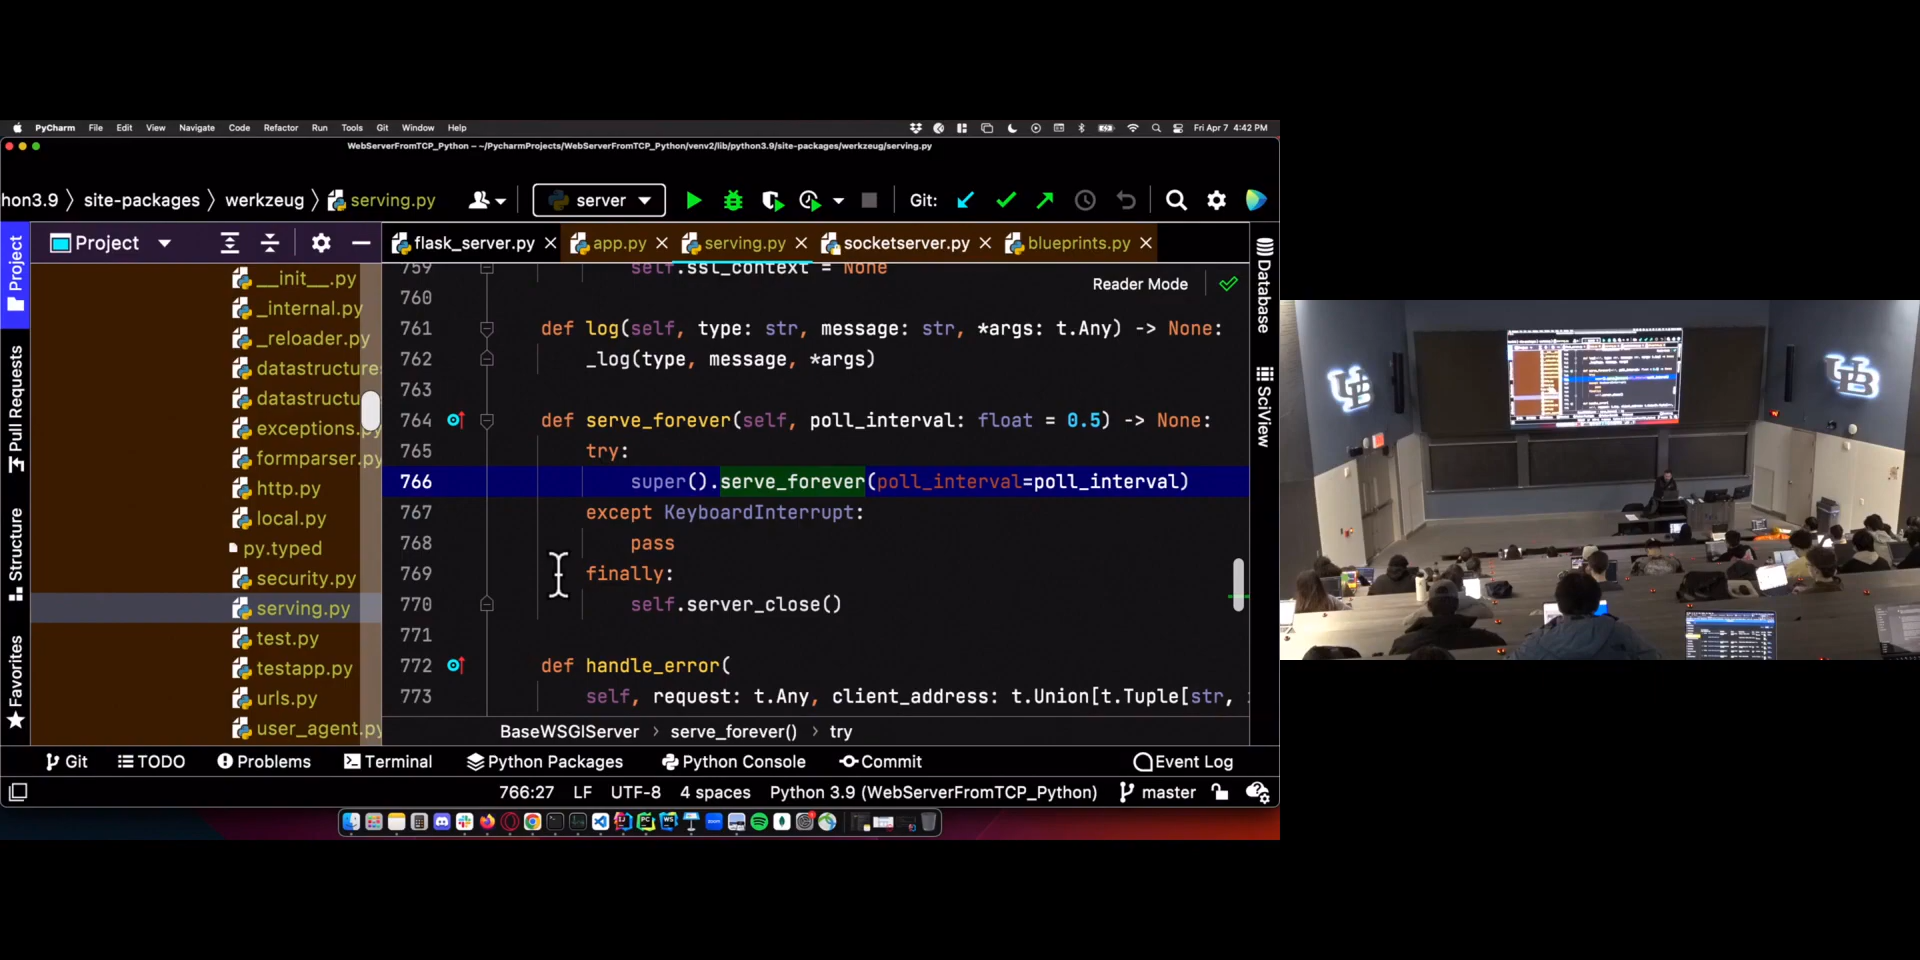 PyCharm File Edit View Navigate Code Refactor Run Tools Git Window Help Fri Apr 7 4:42 PM
WebServerFromTCP_Python – ~/PycharmProjects/WebServerFromTCP_Python/venv2/lib/python3.9/site-packages/werkzeug/serving.py
hon3.9 〉 site-packages 〉 werkzeug 〉 serving.py server Git:
Project
flask_server.py app.py serving.py socketserver.py blueprints.py
Project
Pull Requests
Structure
Favorites
__init__.py
_internal.py
_reloader.py
datastructures
datastructu
exceptions.py
formparser.py
http.py
local.py
py.typed
security.py
serving.py
test.py
testapp.py
urls.py
user_agent.py
Reader Mode
759 self.ssl_context = None
760
761 def log(self, type: str, message: str, *args: t.Any) -> None:
762 _log(type, message, *args)
763
764 def serve_forever(self, poll_interval: float = 0.5) -> None:
765 try:
766 super().serve_forever(poll_interval=poll_interval)
767 except KeyboardInterrupt:
768 pass
769 finally:
770 self.server_close()
771
772 def handle_error(
773 self, request: t.Any, client_address: t.Union[t.Tuple[str,
BaseWSGIServer › serve_forever() › try
Database
SciView
Git TODO Problems Terminal Python Packages Python Console Commit Event Log
766:27 LF UTF-8 4 spaces Python 3.9 (WebServerFromTCP_Python) master
UB
UB